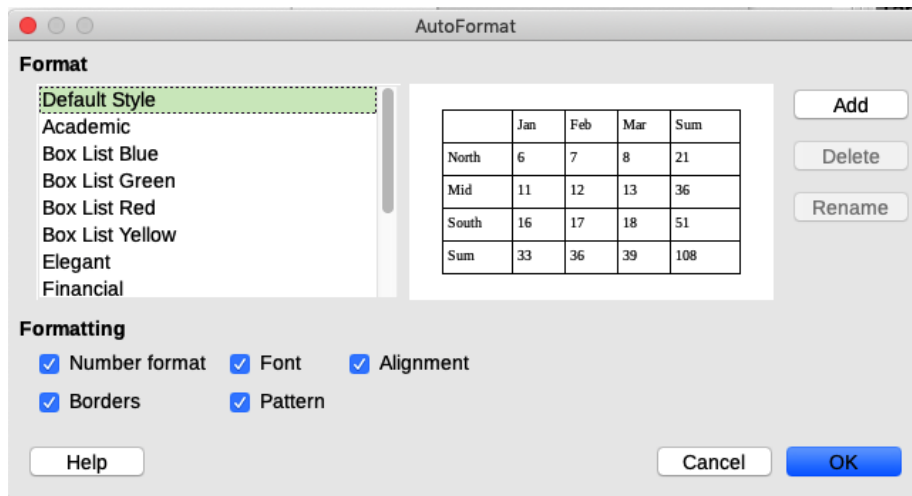 AutoFormat
Format
Default Style
Academic
Box List Blue
Box List Green
Box List Red
Box List Yellow
Elegant
Financial
Jan Feb Mar Sum
North 6 7 8 21
Mid 11 12 13 36
South 16 17 18 51
Sum 33 36 39 108
Add
Delete
Rename
Formatting
Number format Font Alignment
Borders Pattern
Help Cancel OK